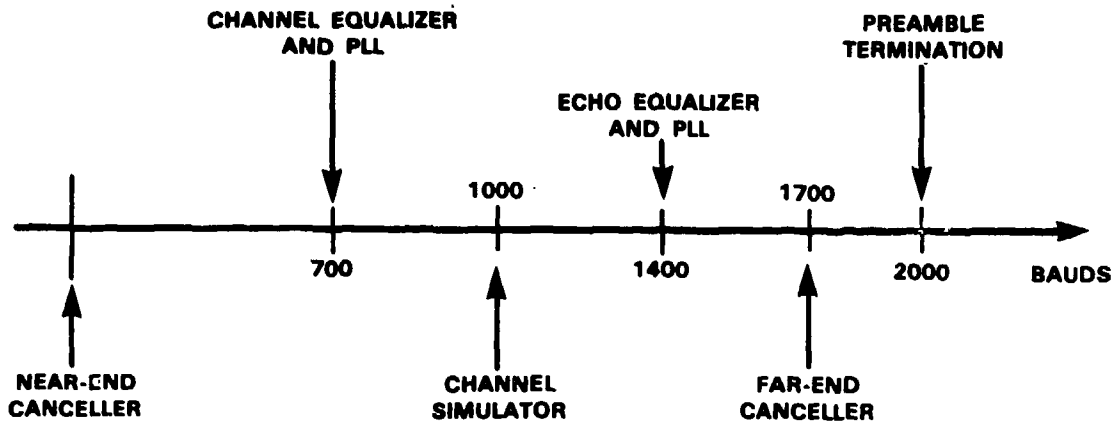 CHANNEL EQUALIZER
AND PLL
PREAMBLE
TERMINATION
ECHO EQUALIZER
AND PLL
1000
1700
700
1400
2000
BAUDS
NEAR-END
CANCELLER
CHANNEL
SIMULATOR
FAR-END
CANCELLER